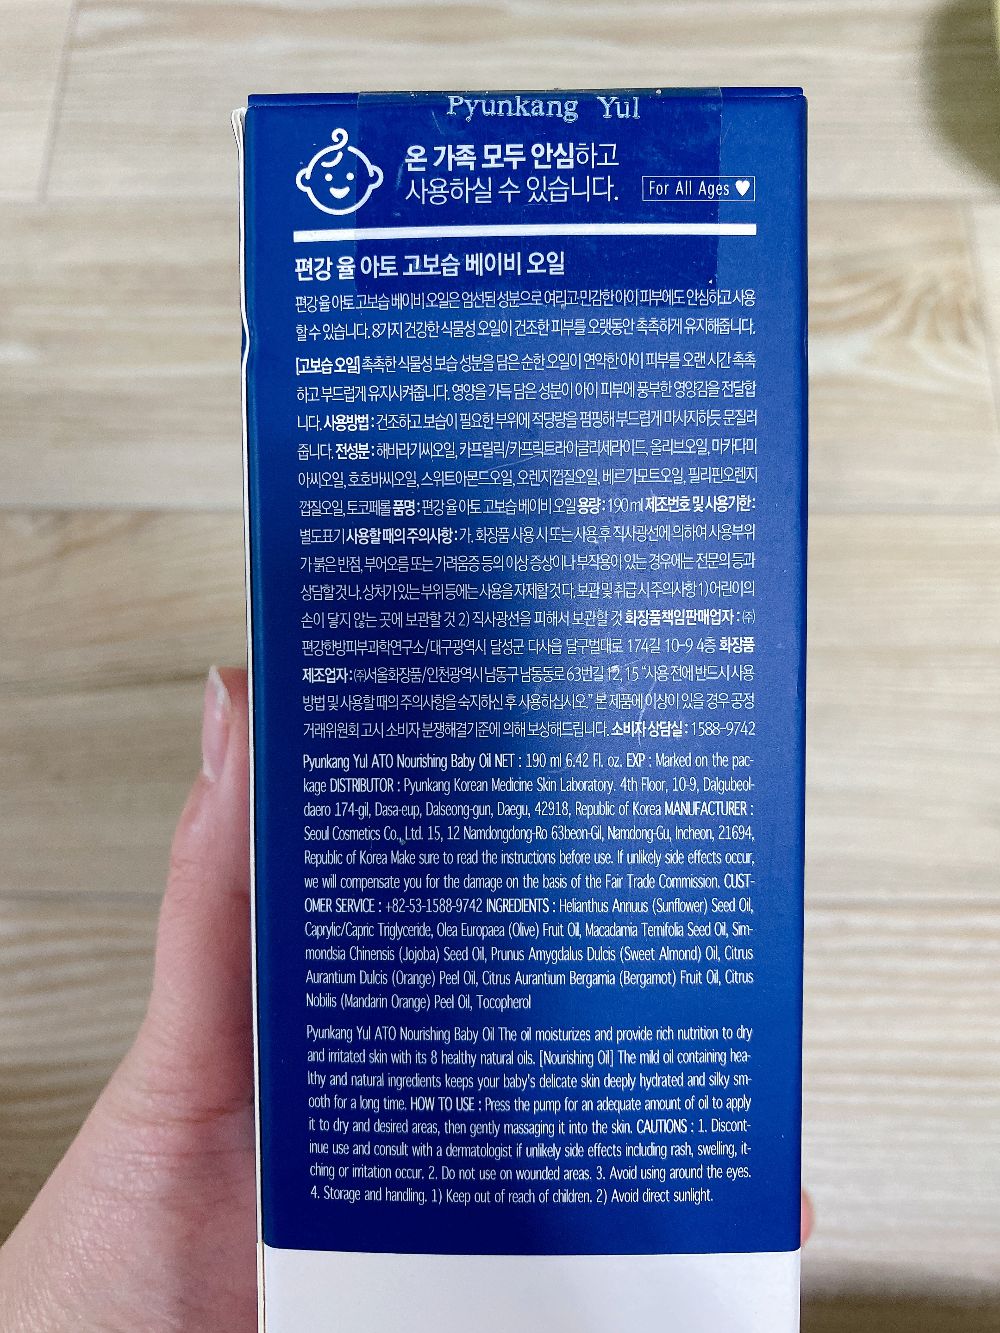 Pyunkang Yul
온 가족 모두 안심하고
사용하실 수 있습니다.
For All Ages
편강 율 아토 고보습 베이비 오일
편강 율 아토 고보습 베이비 오일은 엄선된 성분으로 여리고 민감한 아이 피부에도 안심하고 사용
할 수 있습니다. 8가지 건강한 식물성 오일이 건조한 피부를 오랫동안 촉촉하게 유지해줍니다.
[고보습 오일] 촉촉한 식물성 보습 성분을 담은 순한 오일이 연약한 아이 피부를 오랜 시간 촉촉
하고 부드럽게 유지시켜줍니다. 영양을 가득 담은 성분이 아이 피부에 풍부한 영양감을 전달합
니다. 사용방법 : 건조하고 보습이 필요한 부위에 적당량을 펌핑해 부드럽게 마사지하듯 문질러
줍니다. 전성분 : 해바라기씨오일, 카프릴릭/카프릭트라이글리세라이드, 올리브오일, 마카다미
아씨오일, 호호바씨오일, 스위트아몬드오일, 오렌지껍질오일, 베르가모트오일, 필리핀오렌지
껍질오일, 토코페롤 품명 : 편강 율 아토 고보습 베이비 오일 용량 : 190ml 제조번호 및 사용기한 :
별도표기 사용할 때의 주의사항 : 가. 화장품 사용 시 또는 사용 후 직사광선에 의하여 사용부위
가 붉은 반점, 부어오름 또는 가려움증 등의 이상 증상이나 부작용이 있는 경우에는 전문의 등과
상담할 것 나. 상처가 있는 부위 등에는 사용을 자제할 것 다. 보관 및 취급 시 주의사항 1) 어린이의
손이 닿지 않는 곳에 보관할 것 2) 직사광선을 피해서 보관할 것 화장품책임판매업자 : ㈜
편강한방피부과학연구소/대구광역시 달성군 다사읍 달구벌대로 174길 10-9 4층 화장품
제조업자 : ㈜서울화장품/인천광역시 남동구 남동동로 63번길 12, 15 "사용 전에 반드시 사용
방법 및 사용할 때의 주의사항을 숙지하신 후 사용하십시오." 본 제품에 이상이 있을 경우 공정
거래위원회 고시 소비자 분쟁해결기준에 의해 보상해드립니다. 소비자 상담실 : 1588-9742
Pyunkang Yul ATO Nourishing Baby Oil NET : 190 ml 6.42 Fl. oz. EXP : Marked on the pac-
kage DISTRIBUTOR : Pyunkang Korean Medicine Skin Laboratory. 4th Floor, 10-9, Dalgubeol-
daero 174-gil, Dasa-eup, Dalseong-gun, Daegu, 42918, Republic of Korea MANUFACTURER :
Seoul Cosmetics Co., Ltd. 15, 12 Namdongdong-Ro 63beon-Gil, Namdong-Gu, Incheon, 21694,
Republic of Korea Make sure to read the instructions before use. If unlikely side effects occur,
we will compensate you for the damage on the basis of the Fair Trade Commission. CUST-
OMER SERVICE : +82-53-1588-9742 INGREDIENTS : Helianthus Annuus (Sunflower) Seed Oil,
Caprylic/Capric Triglyceride, Olea Europaea (Olive) Fruit Oil, Macadamia Ternifolia Seed Oil, Sim-
mondsia Chinensis (Jojoba) Seed Oil, Prunus Amygdalus Dulcis (Sweet Almond) Oil, Citrus
Aurantium Dulcis (Orange) Peel Oil, Citrus Aurantium Bergamia (Bergamot) Fruit Oil, Citrus
Nobilis (Mandarin Orange) Peel Oil, Tocopherol
Pyunkang Yul ATO Nourishing Baby Oil The oil moisturizes and provide rich nutrition to dry
and irritated skin with its 8 healthy natural oils. [Nourishing Oil] The mild oil containing hea-
lthy and natural ingredients keeps your baby's delicate skin deeply hydrated and silky sm-
ooth for a long time. HOW TO USE : Press the pump for an adequate amount of oil to apply
it to dry and desired areas, then gently massaging it into the skin. CAUTIONS : 1. Discont-
inue use and consult with a dermatologist if unlikely side effects including rash, swelling, it-
ching or irritation occur. 2. Do not use on wounded areas. 3. Avoid using around the eyes.
4. Storage and handling. 1) Keep out of reach of children. 2) Avoid direct sunlight.